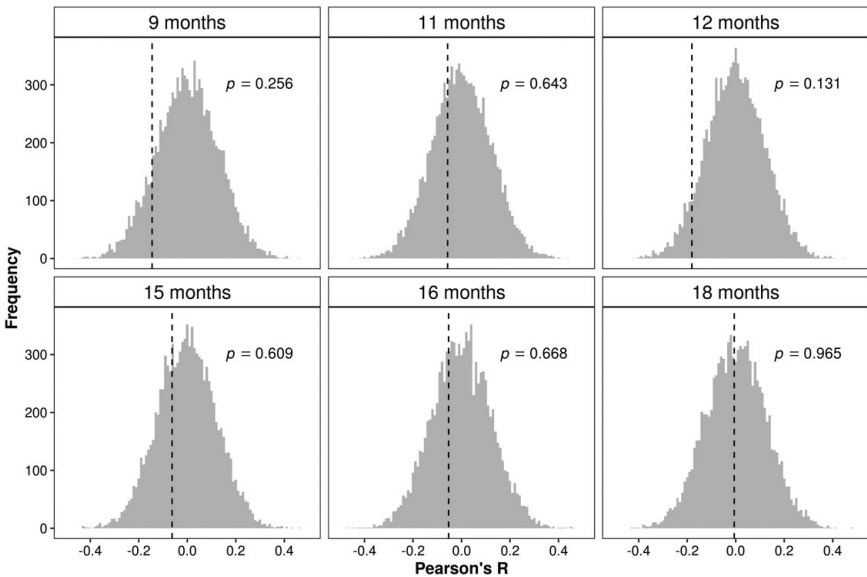 9 months
11 months
12 months
p = 0.256
p = 0.643
p = 0.131
300
200
100
0
15 months
16 months
18 months
p = 0.609
p = 0.668
p = 0.965
300
200
100
0
-0.4 -0.2 0.0 0.2 0.4
-0.4 -0.2 0.0 0.2 0.4
-0.4 -0.2 0.0 0.2 0.4
Frequency
Pearson's R